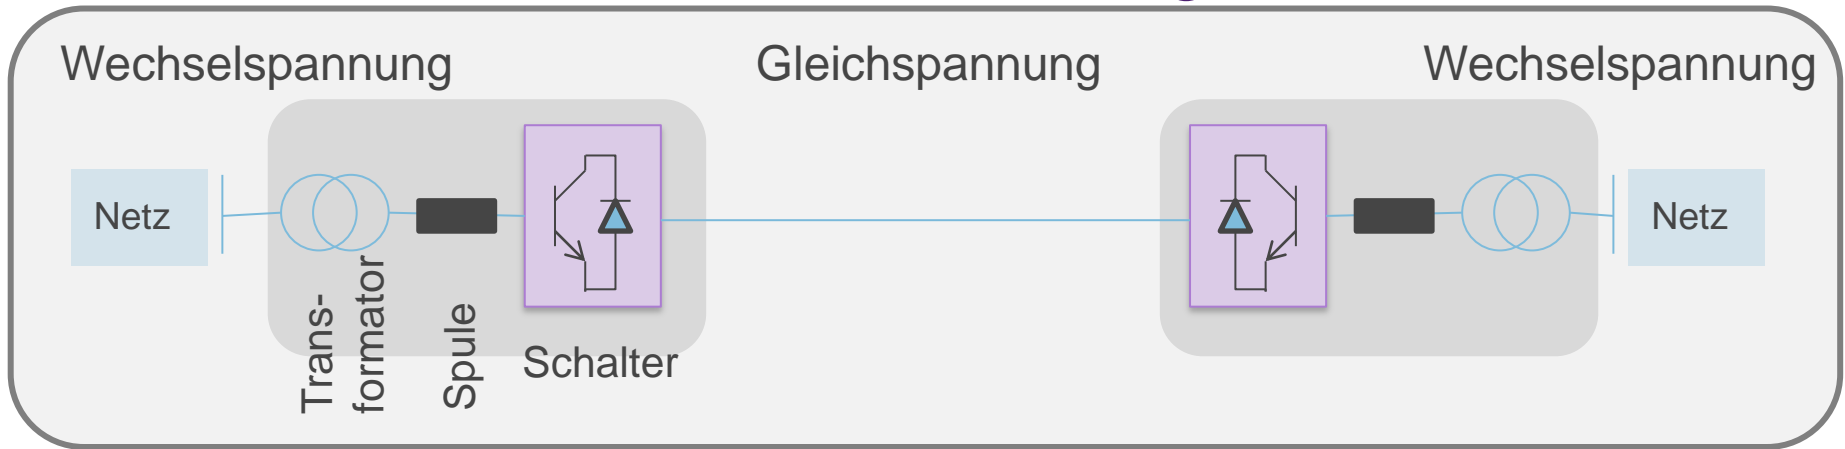 Wechselspannung
Gleichspannung
Wechselspannung
Netz
Netz
Trans-
formator
Spule
Schalter